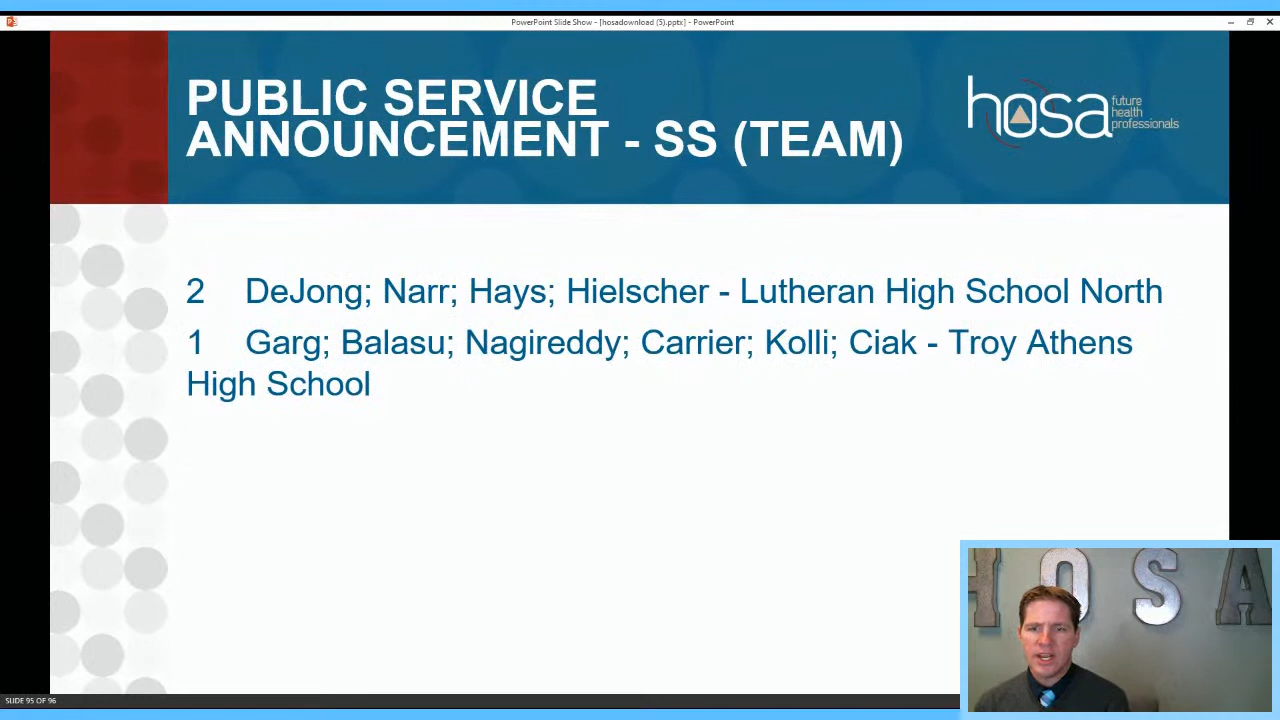 PowerPoint Slide Show - [hosadownload (5).pptx] - PowerPoint
PUBLIC SERVICE
ANNOUNCEMENT - SS (TEAM)
hosa future
health
professionals
2 DeJong; Narr; Hays; Hielscher - Lutheran High School North
1 Garg; Balasu; Nagireddy; Carrier; Kolli; Ciak - Troy Athens
High School
HOSA
SLIDE 95 OF 96